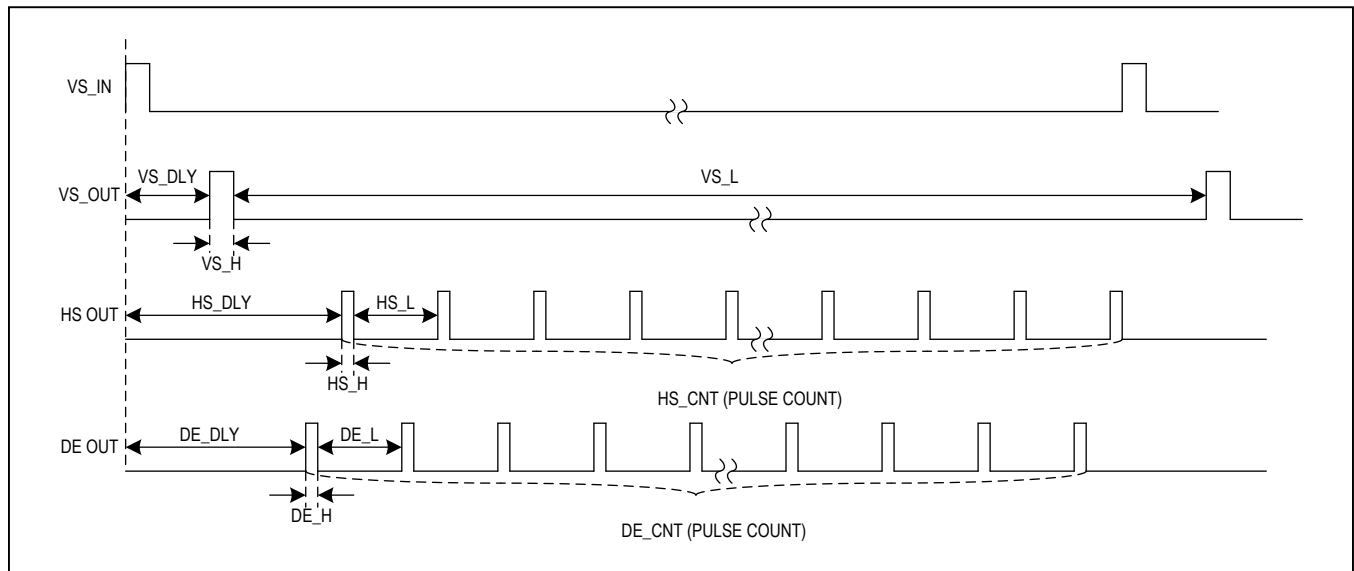 VS_IN
VS_DLY
VS_L
VS_OUT
VS_H
HS_DLY
HS_L
HS OUT
HS_H
HS_CNT (PULSE COUNT)
DE_DLY
DE_L
DE OUT
DE_H
DE_CNT (PULSE COUNT)